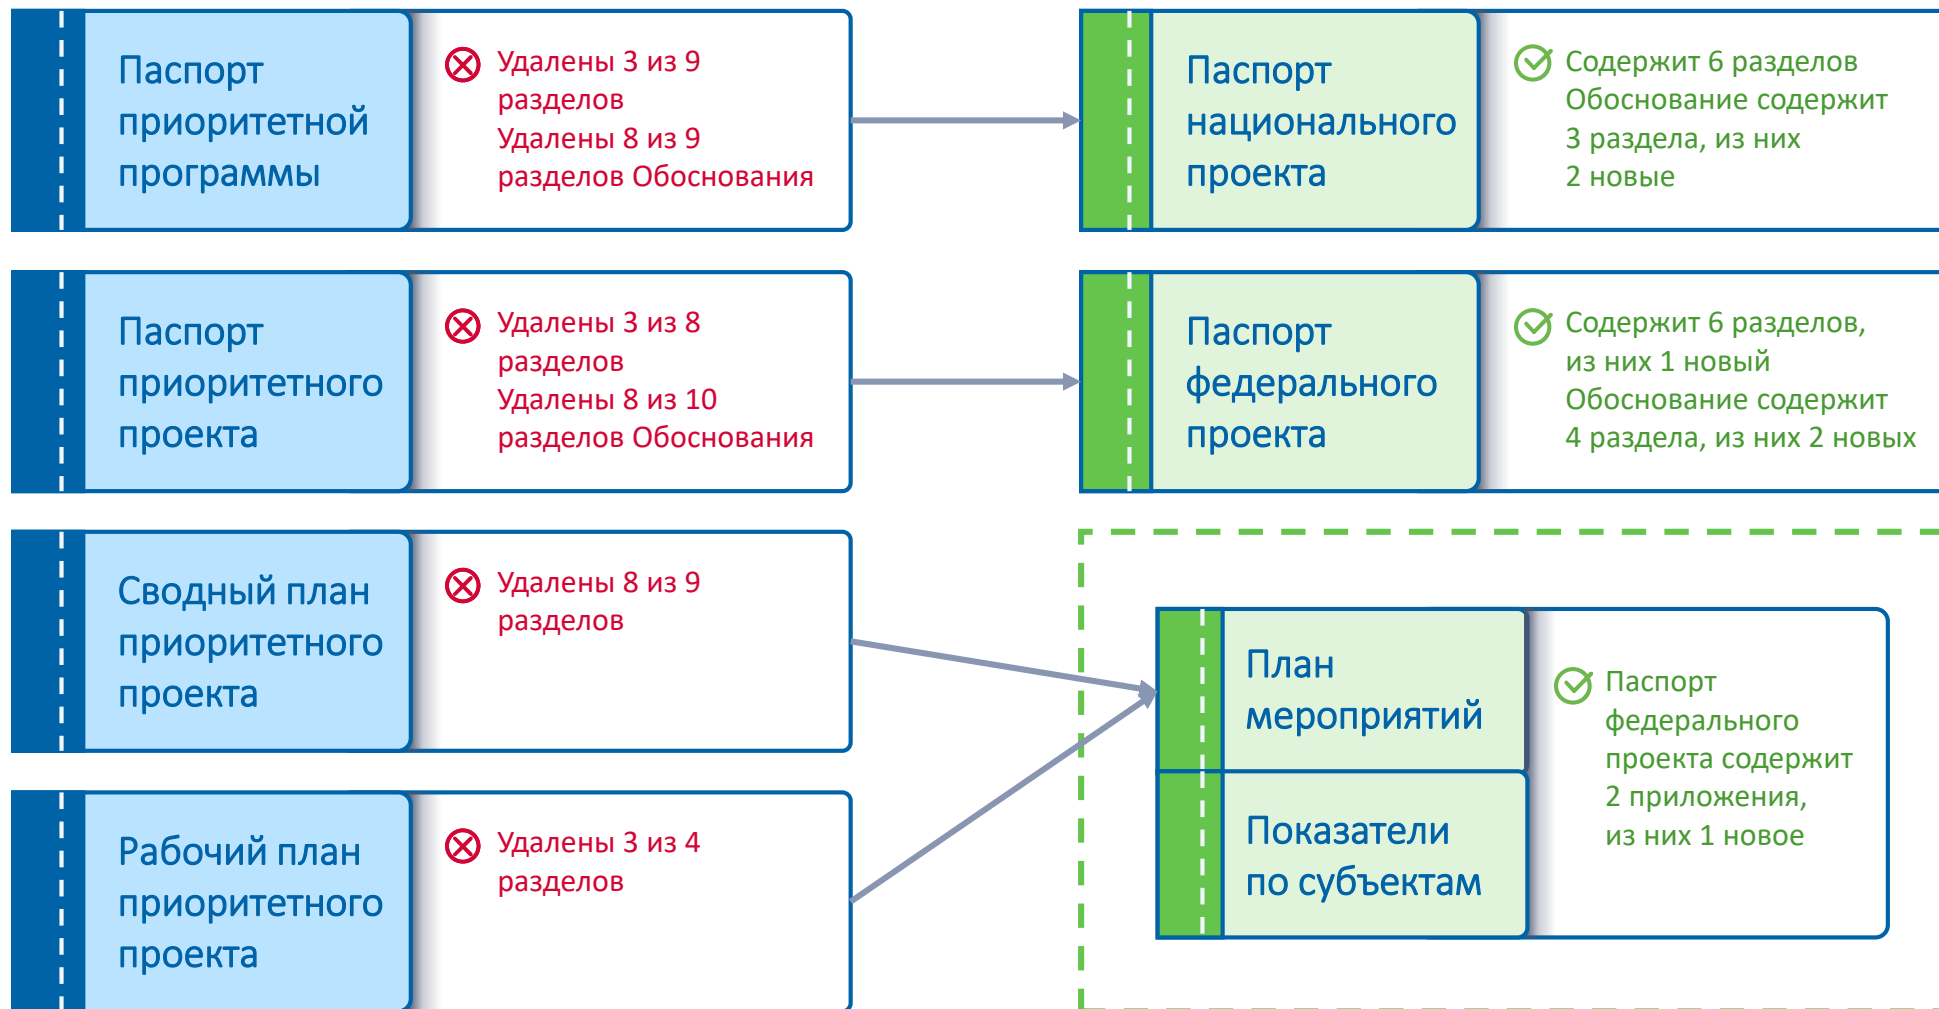 Паспорт
приоритетной
программы
Удалены 3 из 9
разделов
Удалены 8 из 9
разделов Обоснования
Паспорт
национального
проекта
Содержит 6 разделов
Обоснование содержит
3 раздела, из них
2 новые
Паспорт
приоритетного
проекта
Удалены 3 из 8
разделов
Удалены 8 из 10
разделов Обоснования
Паспорт
федерального
проекта
Содержит 6 разделов,
из них 1 новый
Обоснование содержит
4 раздела, из них 2 новых
Сводный план
приоритетного
проекта
Удалены 8 из 9
разделов
Рабочий план
приоритетного
проекта
Удалены 3 из 4
разделов
План
мероприятий
Показатели
по субъектам
Паспорт
федерального
проекта содержит
2 приложения,
из них 1 новое